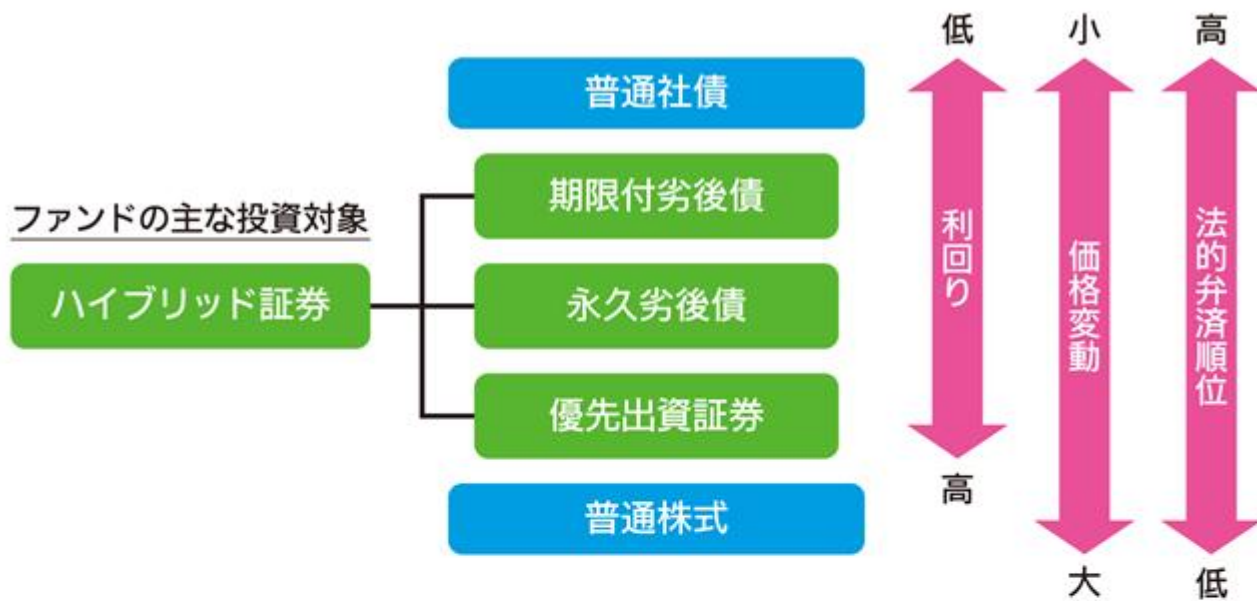 低
小
高
普通社債
期限付劣後債
ファンドの主な投資対象
ハイブリッド証券
永久劣後債
優先出資証券
普通株式
利回り
価格変動
法的弁済順位
高
大
低